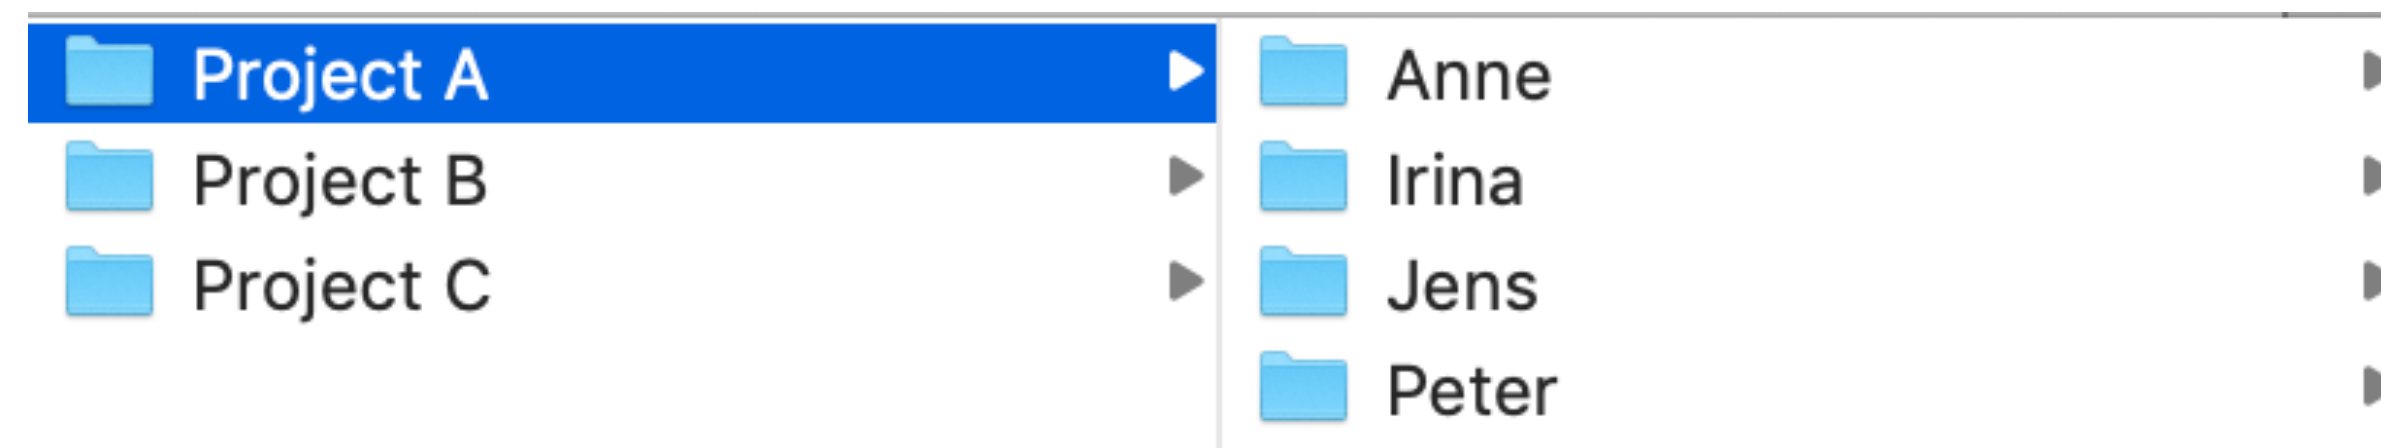 Project A
Project B
Project C
Anne
Irina
Jens
Peter